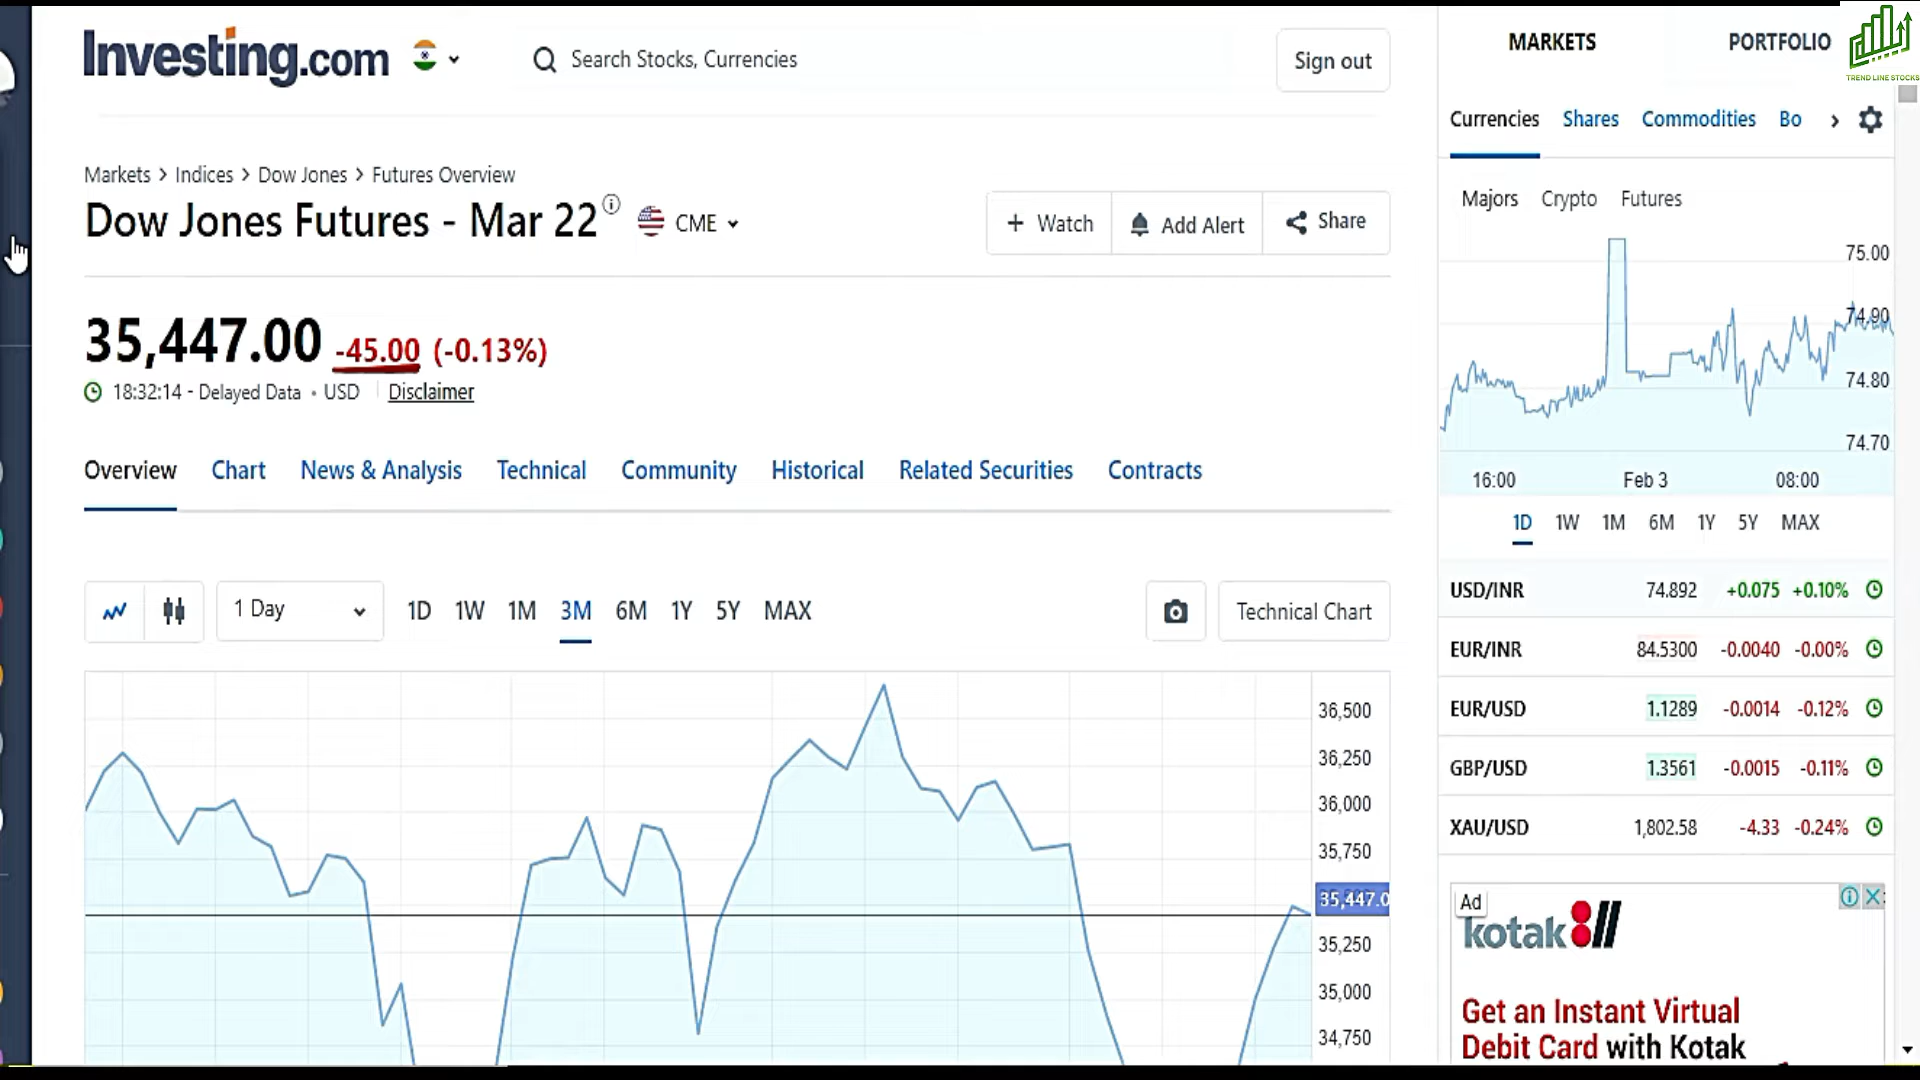 Investing.com
Search Stocks, Currencies
Sign out
MARKETS
PORTFOLIO
TREND LINE STOCKS
Currencies Shares Commodities Bo
Markets > Indices > Dow Jones > Futures Overview
Dow Jones Futures - Mar 22
CME
+ Watch
Add Alert
Share
Majors Crypto Futures
35,447.00 -45.00 (-0.13%)
18:32:14 - Delayed Data • USD Disclaimer
75.00
74.90
74.80
74.70
16:00 Feb 3 08:00
Overview Chart News & Analysis Technical Community Historical Related Securities Contracts
1D 1W 1M 6M 1Y 5Y MAX
1 Day
1D 1W 1M 3M 6M 1Y 5Y MAX
Technical Chart
USD/INR 74.892 +0.075 +0.10%
EUR/INR 84.5300 -0.0040 -0.00%
EUR/USD 1.1289 -0.0014 -0.12%
GBP/USD 1.3561 -0.0015 -0.11%
XAU/USD 1,802.58 -4.33 -0.24%
36,500
36,250
36,000
35,750
35,447.0
35,250
35,000
34,750
Ad
kotak
Get an Instant Virtual
Debit Card with Kotak